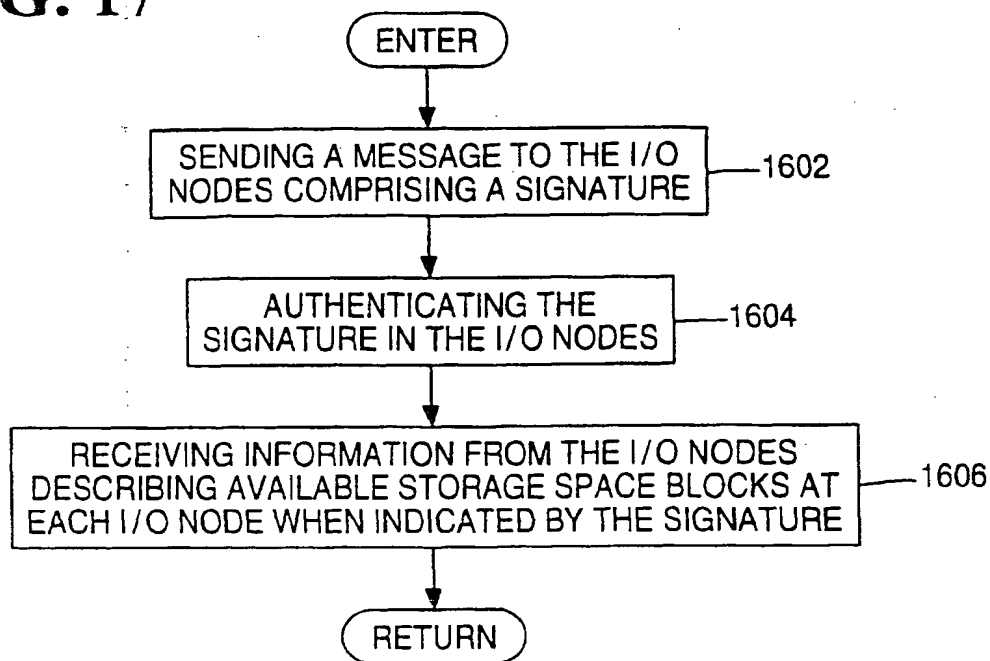 G. 17
ENTER
SENDING A MESSAGE TO THE I/O
NODES COMPRISING A SIGNATURE
1602
AUTHENTICATING THE
SIGNATURE IN THE I/O NODES
1604
RECEIVING INFORMATION FROM THE I/O NODES
DESCRIBING AVAILABLE STORAGE SPACE BLOCKS AT
EACH I/O NODE WHEN INDICATED BY THE SIGNATURE
1606
RETURN